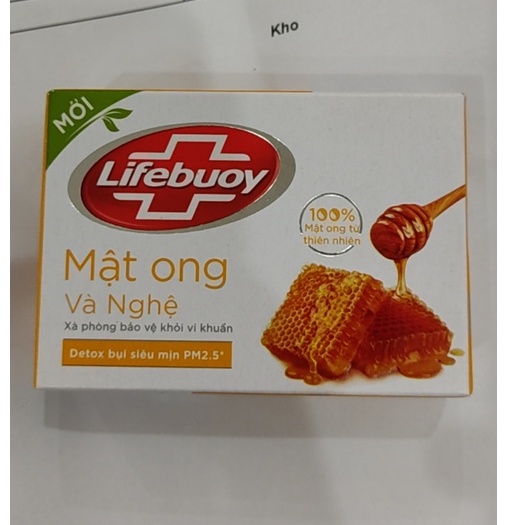 Kho
MỚI
Lifebuoy
100%
Mật ong từ
thiên nhiên
Mật ong
Và Nghệ
Xà phòng bảo vệ khỏi vi khuẩn
Detox bụi siêu mịn PM2.5*